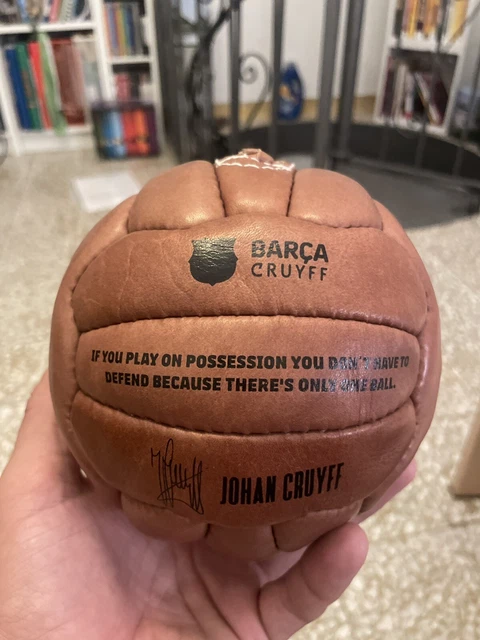 BARÇA
CRUYFF
IF YOU PLAY ON POSSESSION YOU DON'T HAVE TO
DEFEND BECAUSE THERE'S ONLY ONE BALL.
JOHAN CRUYFF